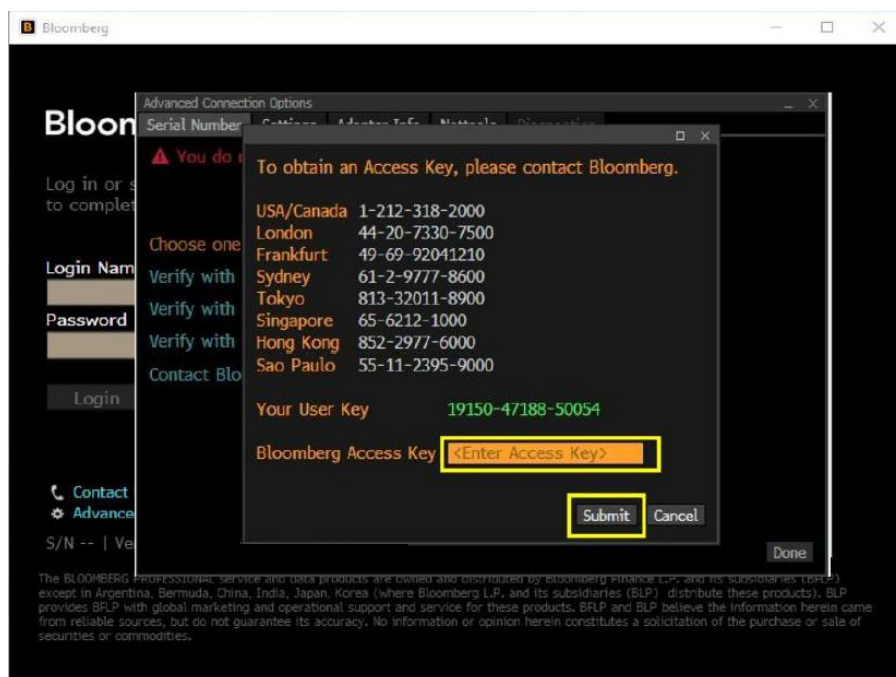 Bloomberg
Advanced Connection Options
Serial Number
You do
Log in or
to complet
Choose one
Login Nam
Verify with
Verify with
Password
Verify with
Contact Blo
Login
Contact
Advance
S/N -- | Ve
To obtain an Access Key, please contact Bloomberg.
USA/Canada 1-212-318-2000
London 44-20-7330-7500
Frankfurt 49-69-92041210
Sydney 61-2-9777-8600
Tokyo 813-32011-8900
Singapore 65-6212-1000
Hong Kong 852-2977-6000
Sao Paulo 55-11-2395-9000
Your User Key 19150-47188-50054
Bloomberg Access Key <Enter Access Key>
Submit Cancel
Done
The BLOOMBERG PROFESSIONAL service and data products are owned and distributed by Bloomberg Finance L.P. and its subsidiaries (BFLP)
except in Argentina, Bermuda, China, India, Japan, Korea (where Bloomberg L.P. and its subsidiaries (BLP) distribute these products). BLP
provides BFLP with global marketing and operational support and service for these products. BFLP and BLP believe the information herein came
from reliable sources, but do not guarantee its accuracy. No information or opinion herein constitutes a solicitation of the purchase or sale of
securities or commodities.